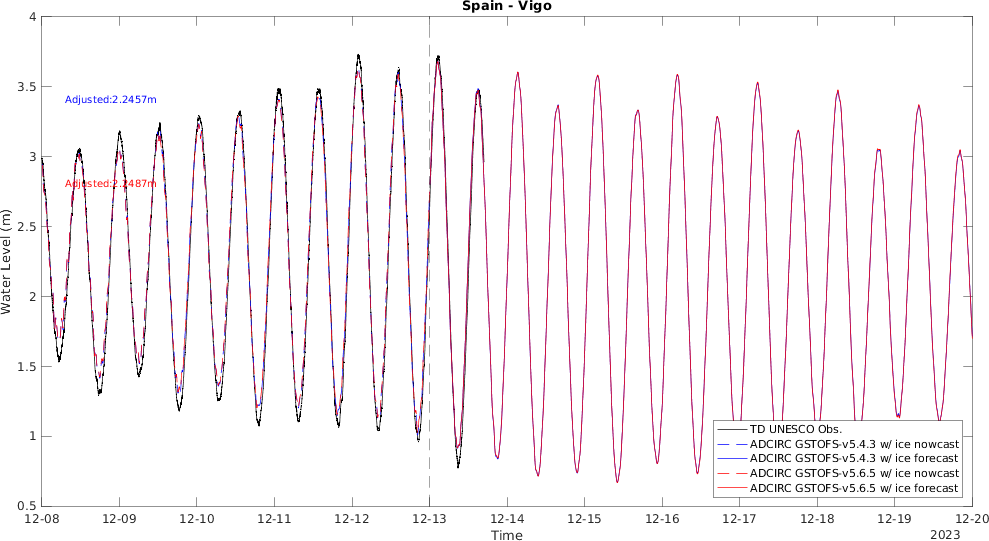 Spain - Vigo
Water Level (m)
4
3.5
3
2.5
2
1.5
1
0.5
Adjusted:2.2457m
Adjusted:2.2487m
TD UNESCO Obs.
ADCIRC GSTOFS-v5.4.3 w/ ice nowcast
ADCIRC GSTOFS-v5.4.3 w/ ice forecast
ADCIRC GSTOFS-v5.6.5 w/ ice nowcast
ADCIRC GSTOFS-v5.6.5 w/ ice forecast
12-08 12-09 12-10 12-11 12-12 12-13 12-14 12-15 12-16 12-17 12-18 12-19 12-20
Time
2023